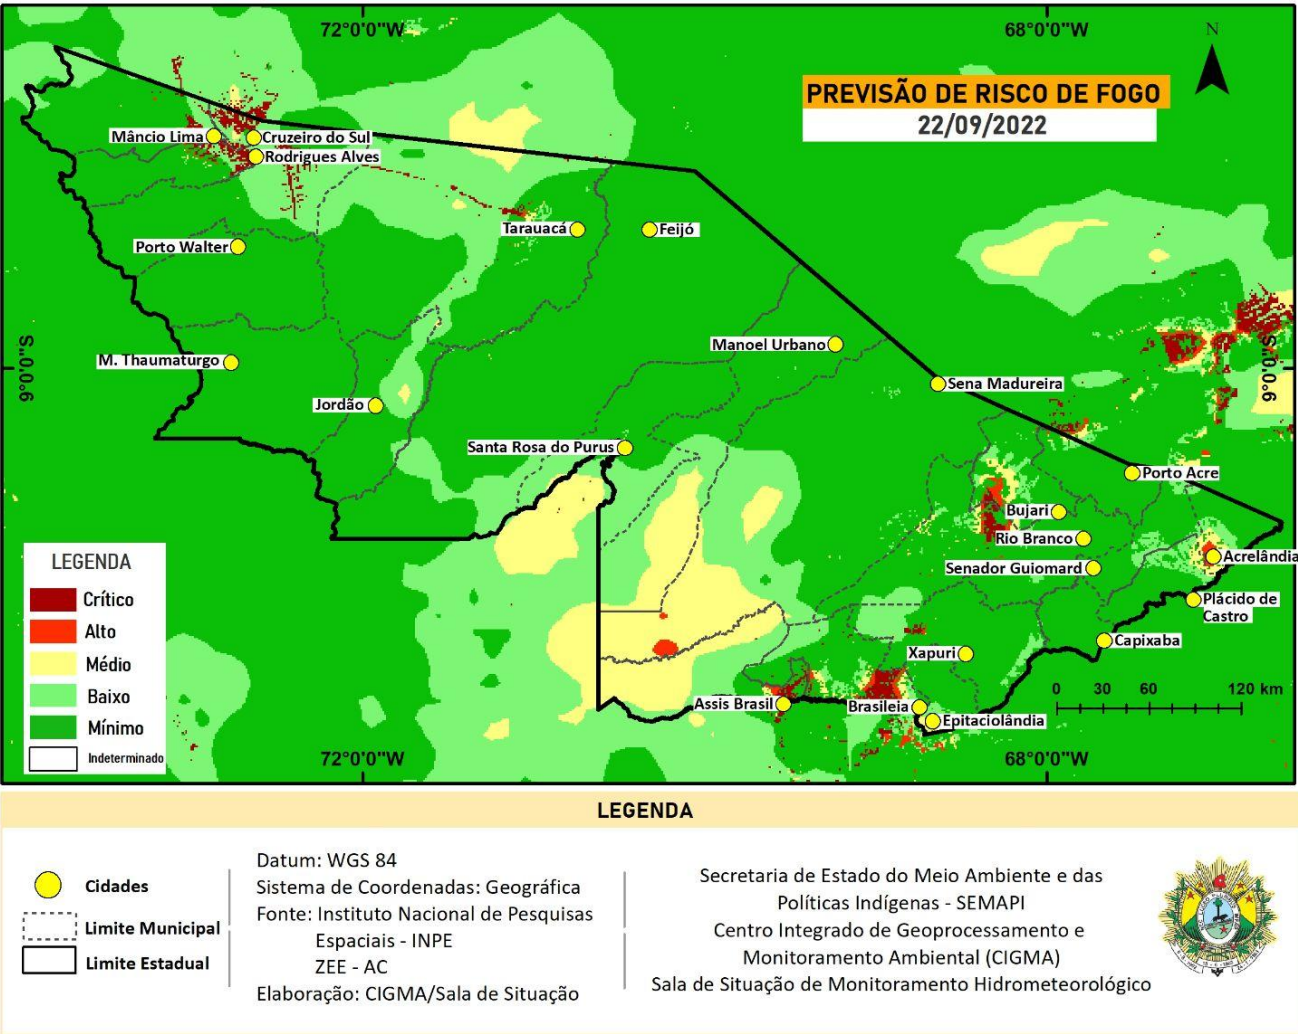 72°0'0"W
68°0'0"W
N
PREVISÃO DE RISCO DE FOGO
22/09/2022
Mâncio Lima
Cruzeiro do Sul
Rodrigues Alves
Tarauacá
Feijó
Porto Walter
9°0'0"S
9°0'0"S
M. Thaumaturgo
Manoel Urbano
Sena Madureira
Jordão
Santa Rosa do Purus
Porto Acre
Bujari
Rio Branco
Acrelândia
Senador Guiomard
Plácido de
Castro
Capixaba
Xapuri
Assis Brasil
Brasileia
Epitaciolândia
0 30 60 120 km
LEGENDA
Crítico
Alto
Médio
Baixo
Mínimo
Indeterminado
72°0'0"W
68°0'0"W
LEGENDA
Cidades
Limite Municipal
Limite Estadual
Datum: WGS 84
Sistema de Coordenadas: Geográfica
Fonte: Instituto Nacional de Pesquisas
Espaciais - INPE
ZEE - AC
Elaboração: CIGMA/Sala de Situação
Secretaria de Estado do Meio Ambiente e das
Políticas Indígenas - SEMAPI
Centro Integrado de Geoprocessamento e
Monitoramento Ambiental (CIGMA)
Sala de Situação de Monitoramento Hidrometeorológico